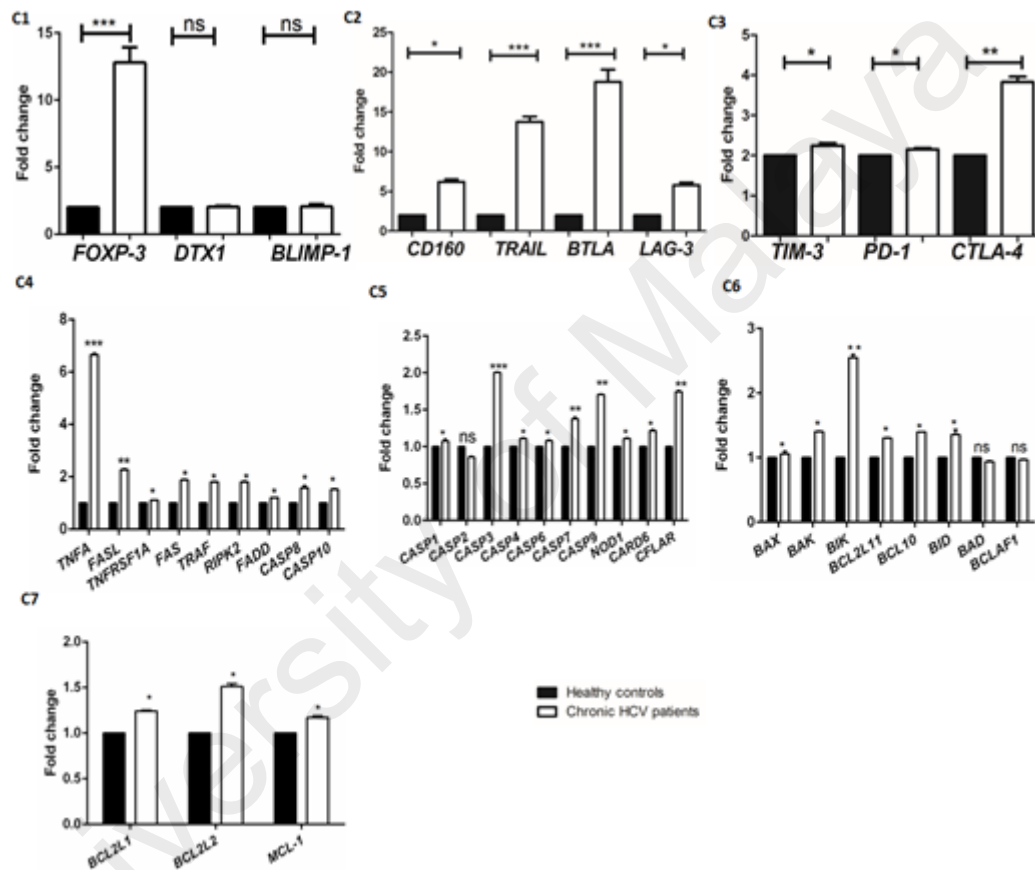 C1
15
10
5
0
Fold change
*** ns ns
FOXP-3 DTX1 BLIMP-1
C2
25
20
15
10
5
0
Fold change
* *** *** *
CD160 TRAIL BTLA LAG-3
C3
5
4
3
2
1
0
Fold change
* * **
TIM-3 PD-1 CTLA-4
C4
8
6
4
2
0
Fold change
*** ** * * * * * * *
TNFA FASL TNFRSF1A FAS TRAF RIPK2 FADD CASP8 CASP10
C5
2.5
2.0
1.5
1.0
0.5
0.0
Fold change
* ns *** * * ** ** * * **
CASP1 CASP2 CASP3 CASP4 CASP6 CASP7 CASP9 NOD1 CARD6 CFLAR
C6
3
2
1
0
Fold change
* * ** * * * ns ns
BAX BAK BIK BCL2L11 BCL10 BID BAD BCLAF1
C7
2.0
1.5
1.0
0.5
0.0
Fold change
* * *
BCL2L1 BCL2L2 MCL-1
Healthy controls
Chronic HCV patients
iversity of Malaya